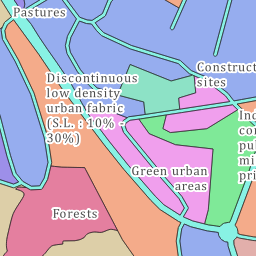 Pastures
Construct
sites
Discontinuous
low density
urban fabric
(S.L. : 10% -
30%)
Green urban
areas
Forests